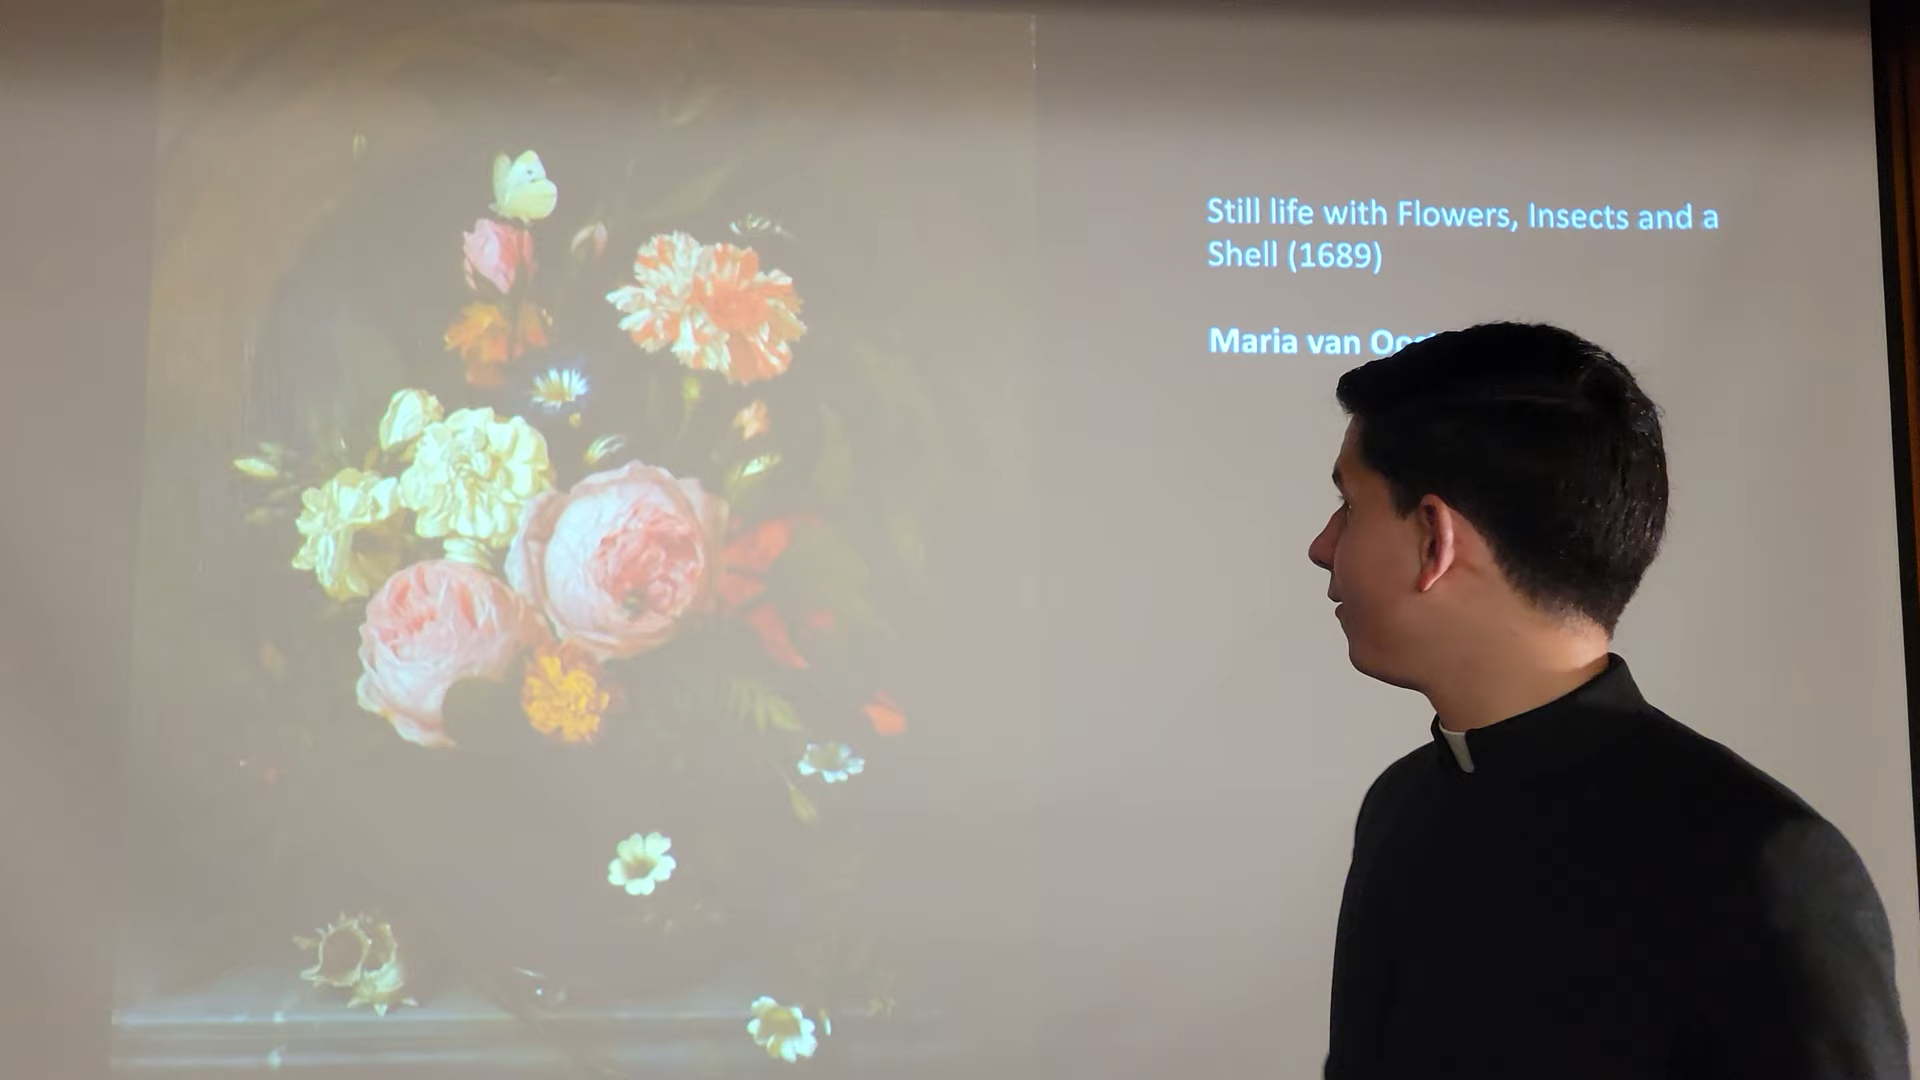 Still life with Flowers, Insects and a
Shell (1689)
Maria van